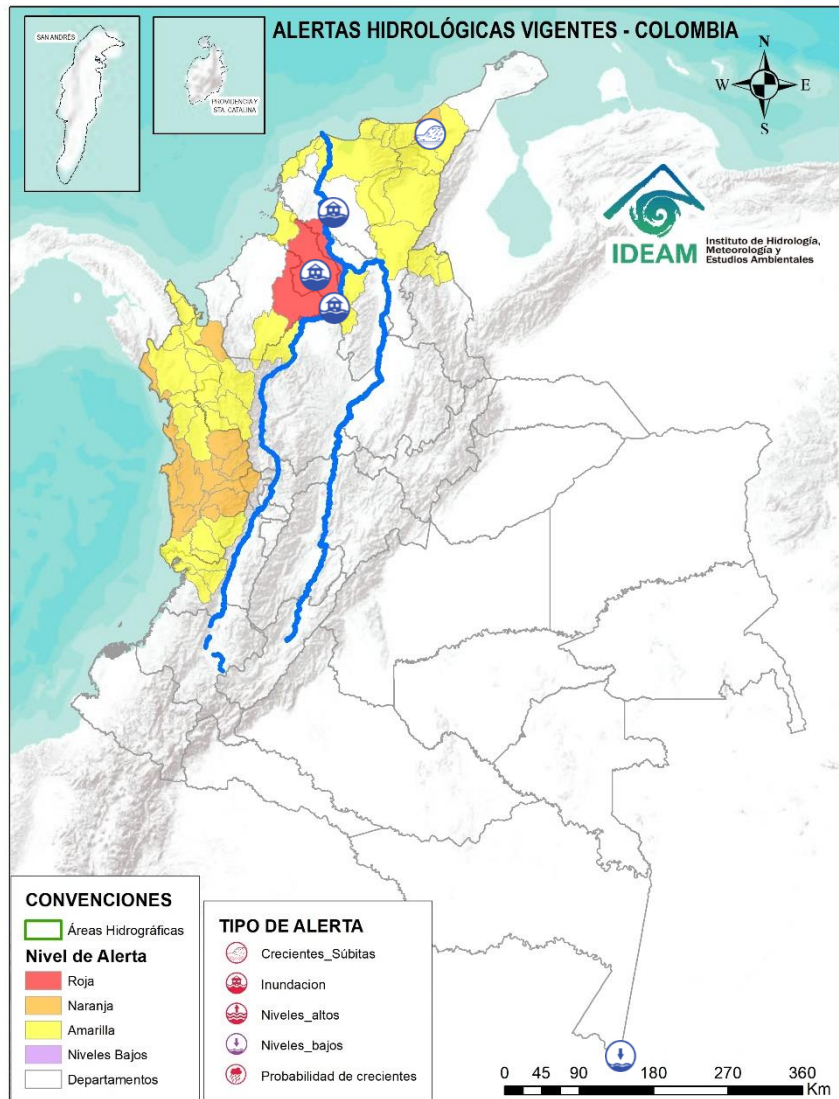 ALERTAS HIDROLÓGICAS VIGENTES - COLOMBIA
SAN ANDRÉS
PROVIDENCIA Y
STA. CATALINA
N
W
E
S
IDEAM
Instituto de Hidrología,
Meteorología y
Estudios Ambientales
CONVENCIONES
Áreas Hidrográficas
Nivel de Alerta
Roja
Naranja
Amarilla
Niveles Bajos
Departamentos
TIPO DE ALERTA
Crecientes_Súbitas
Inundacion
Niveles_altos
Niveles_bajos
Probabilidad de crecientes
0 45 90 180 270 360
Km